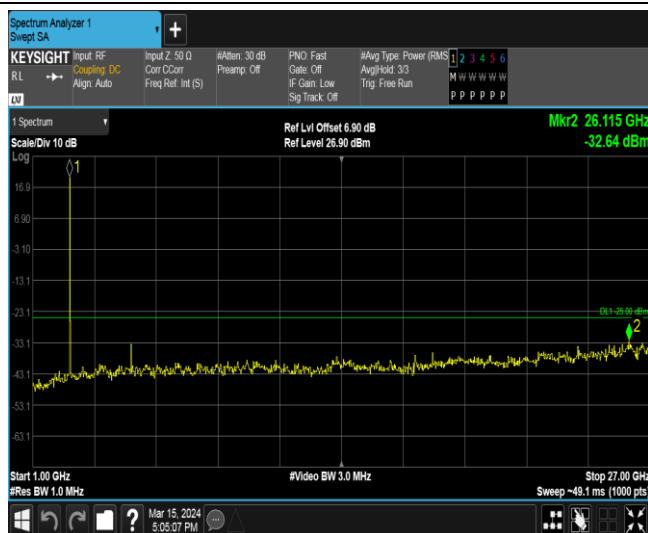 Spectrum Analyzer 1
Swept SA
+
KEYSIGHT
RL
LXI
Input: RF
Coupling: DC
Align: Auto
Input Z: 50 Ω
Corr CCorr
Freq Ref: Int (S)
#Atten: 30 dB
Preamp: Off
PNO: Fast
Gate: Off
IF Gain: Low
Sig Track: Off
#Avg Type: Power (RMS
Avg|Hold: 3/3
Trig: Free Run
1 2 3 4 5 6
M W W W W W
P P P P P P
1 Spectrum
Scale/Div 10 dB
Ref Lvl Offset 6.90 dB
Ref Level 26.90 dBm
Mkr2 26.115 GHz
-32.64 dBm
Log
1
16.9
6.90
-3.10
-13.1
-23.1
DL1 -25.00 dBm
2
-33.1
-43.1
-53.1
-63.1
Start 1.00 GHz
#Res BW 1.0 MHz
#Video BW 3.0 MHz
Stop 27.00 GHz
Sweep ~49.1 ms (1000 pts)
?
Mar 15, 2024
5:05:07 PM